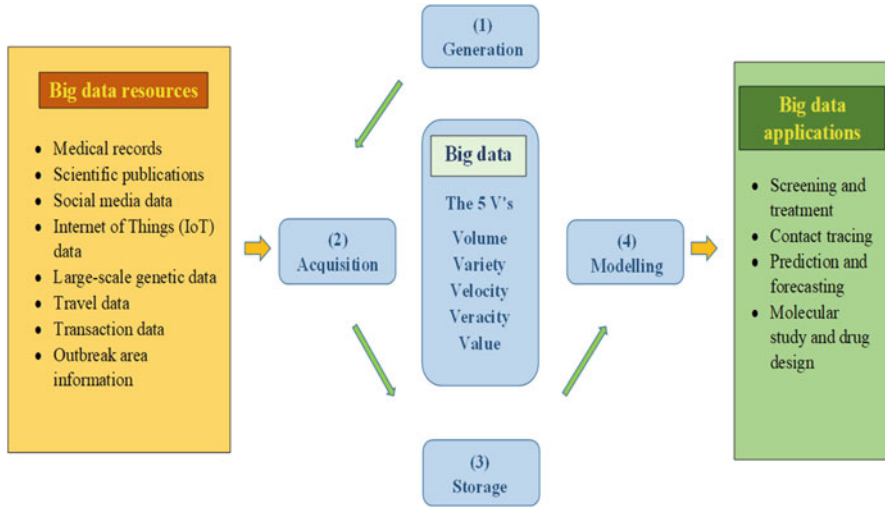 Big data resources
• Medical records
• Scientific publications
• Social media data
• Internet of Things (IoT)
data
• Large-scale genetic data
• Travel data
• Transaction data
• Outbreak area
information
(1)
Generation
(2)
Acquisition
Big data
The 5 V's
Volume
Variety
Velocity
Veracity
Value
(3)
Storage
(4)
Modelling
Big data
applications
• Screening and
treatment
• Contact tracing
• Prediction and
forecasting
• Molecular
study and drug
design